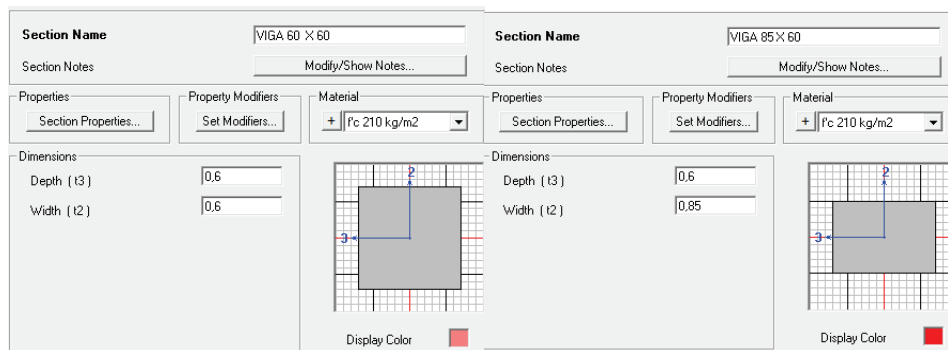 Section Name VIGA 60 X 60
Section Notes Modify/Show Notes...
Properties Property Modifiers Material
Section Properties... Set Modifiers... + f'c 210 kg/m2
Dimensions
Depth ( t3 ) 0,6
Width ( t2 ) 0,6
2
3
Display Color
Section Name VIGA 85 X 60
Section Notes Modify/Show Notes...
Properties Property Modifiers Material
Section Properties... Set Modifiers... + f'c 210 kg/m2
Dimensions
Depth ( t3 ) 0,6
Width ( t2 ) 0,85
2
3
Display Color